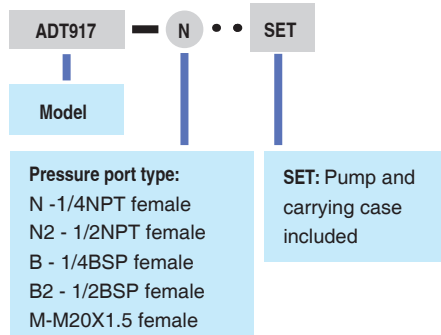 ADT917 — N • • SET
Model
Pressure port type:
N -1/4NPT female
N2 - 1/2NPT female
B - 1/4BSP female
B2 - 1/2BSP female
M-M20X1.5 female
SET: Pump and
carrying case
included